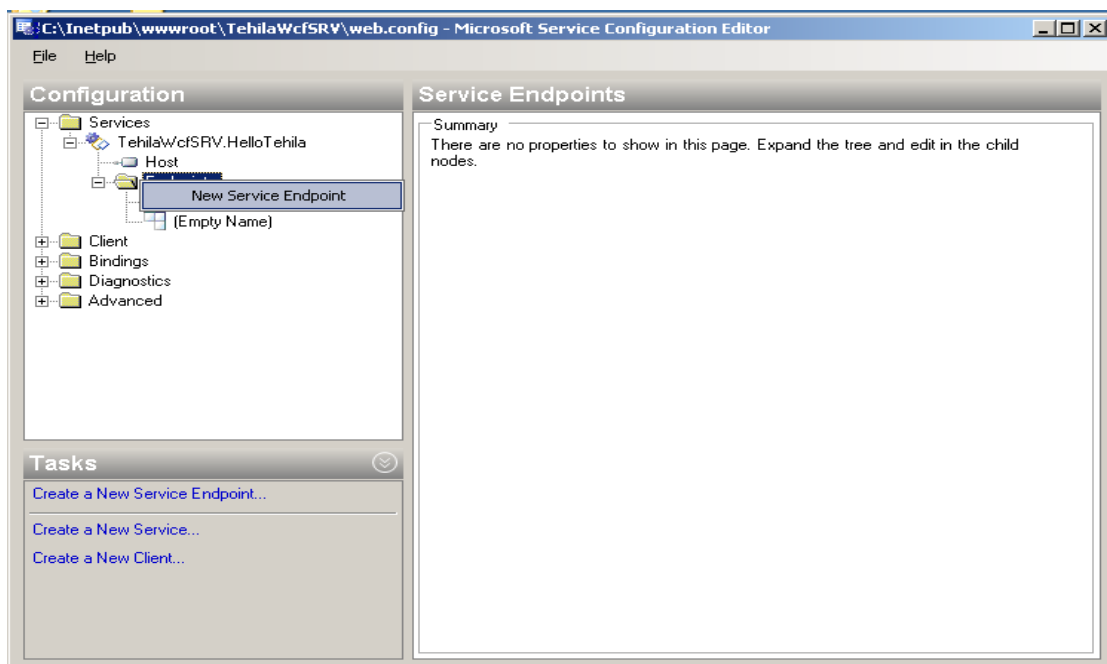 C:\Inetpub\wwwroot\TehilaWcfSRV\web.config - Microsoft Service Configuration Editor
File Help
Configuration
Services
TehilaWcfSRV.HelloTehila
Host
New Service Endpoint
(Empty Name)
Client
Bindings
Diagnostics
Advanced
Tasks
Create a New Service Endpoint...
Create a New Service...
Create a New Client...
Service Endpoints
Summary
There are no properties to show in this page. Expand the tree and edit in the child
nodes.